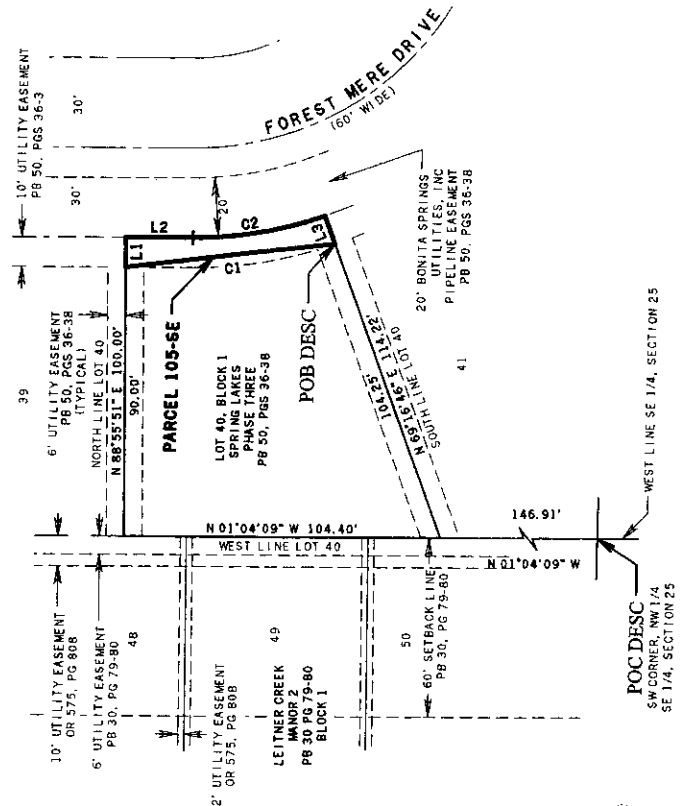 10' UTILITY EASEMENT
PB 50, PGS 36-3
30'
30'
FOREST MERE DRIVE
(60' WIDE)
39
6' UTILITY EASEMENT
PB 50, PGS 36-38
(TYPICAL)
NORTH LINE LOT 40
N 88°55'51" E 100.00'
90.00'
L1
L2
20'
C2
C1
L3
PARCEL 105-SE
LOT 40, BLOCK 1
SPRING LAKES
PHASE THREE
PB 50, PGS 36-38
POB DESC
20' BONITA SPRINGS
UTILITIES, INC
PIPELINE EASEMENT
PB 50, PGS 36-38
104.25'
N 69°16'46" E 114.22'
SOUTH LINE LOT 40
41
N 01°04'09" W 104.40'
WEST LINE LOT 40
146.91'
N 01°04'09" W
WEST LINE SE 1/4, SECTION 25
10' UTILITY EASEMENT
OR 575, PG 808
6' UTILITY EASEMENT
PB 30, PG 79-80
48
2' UTILITY EASEMENT
OR 575, PG 808
49
LEITNER CREEK
MANOR 2
PB 30 PG 79-80
BLOCK 1
50
60' SETBACK LINE
PB 30, PG 79-80
POC DESC
SW CORNER, NW 1/4
SE 1/4, SECTION 25